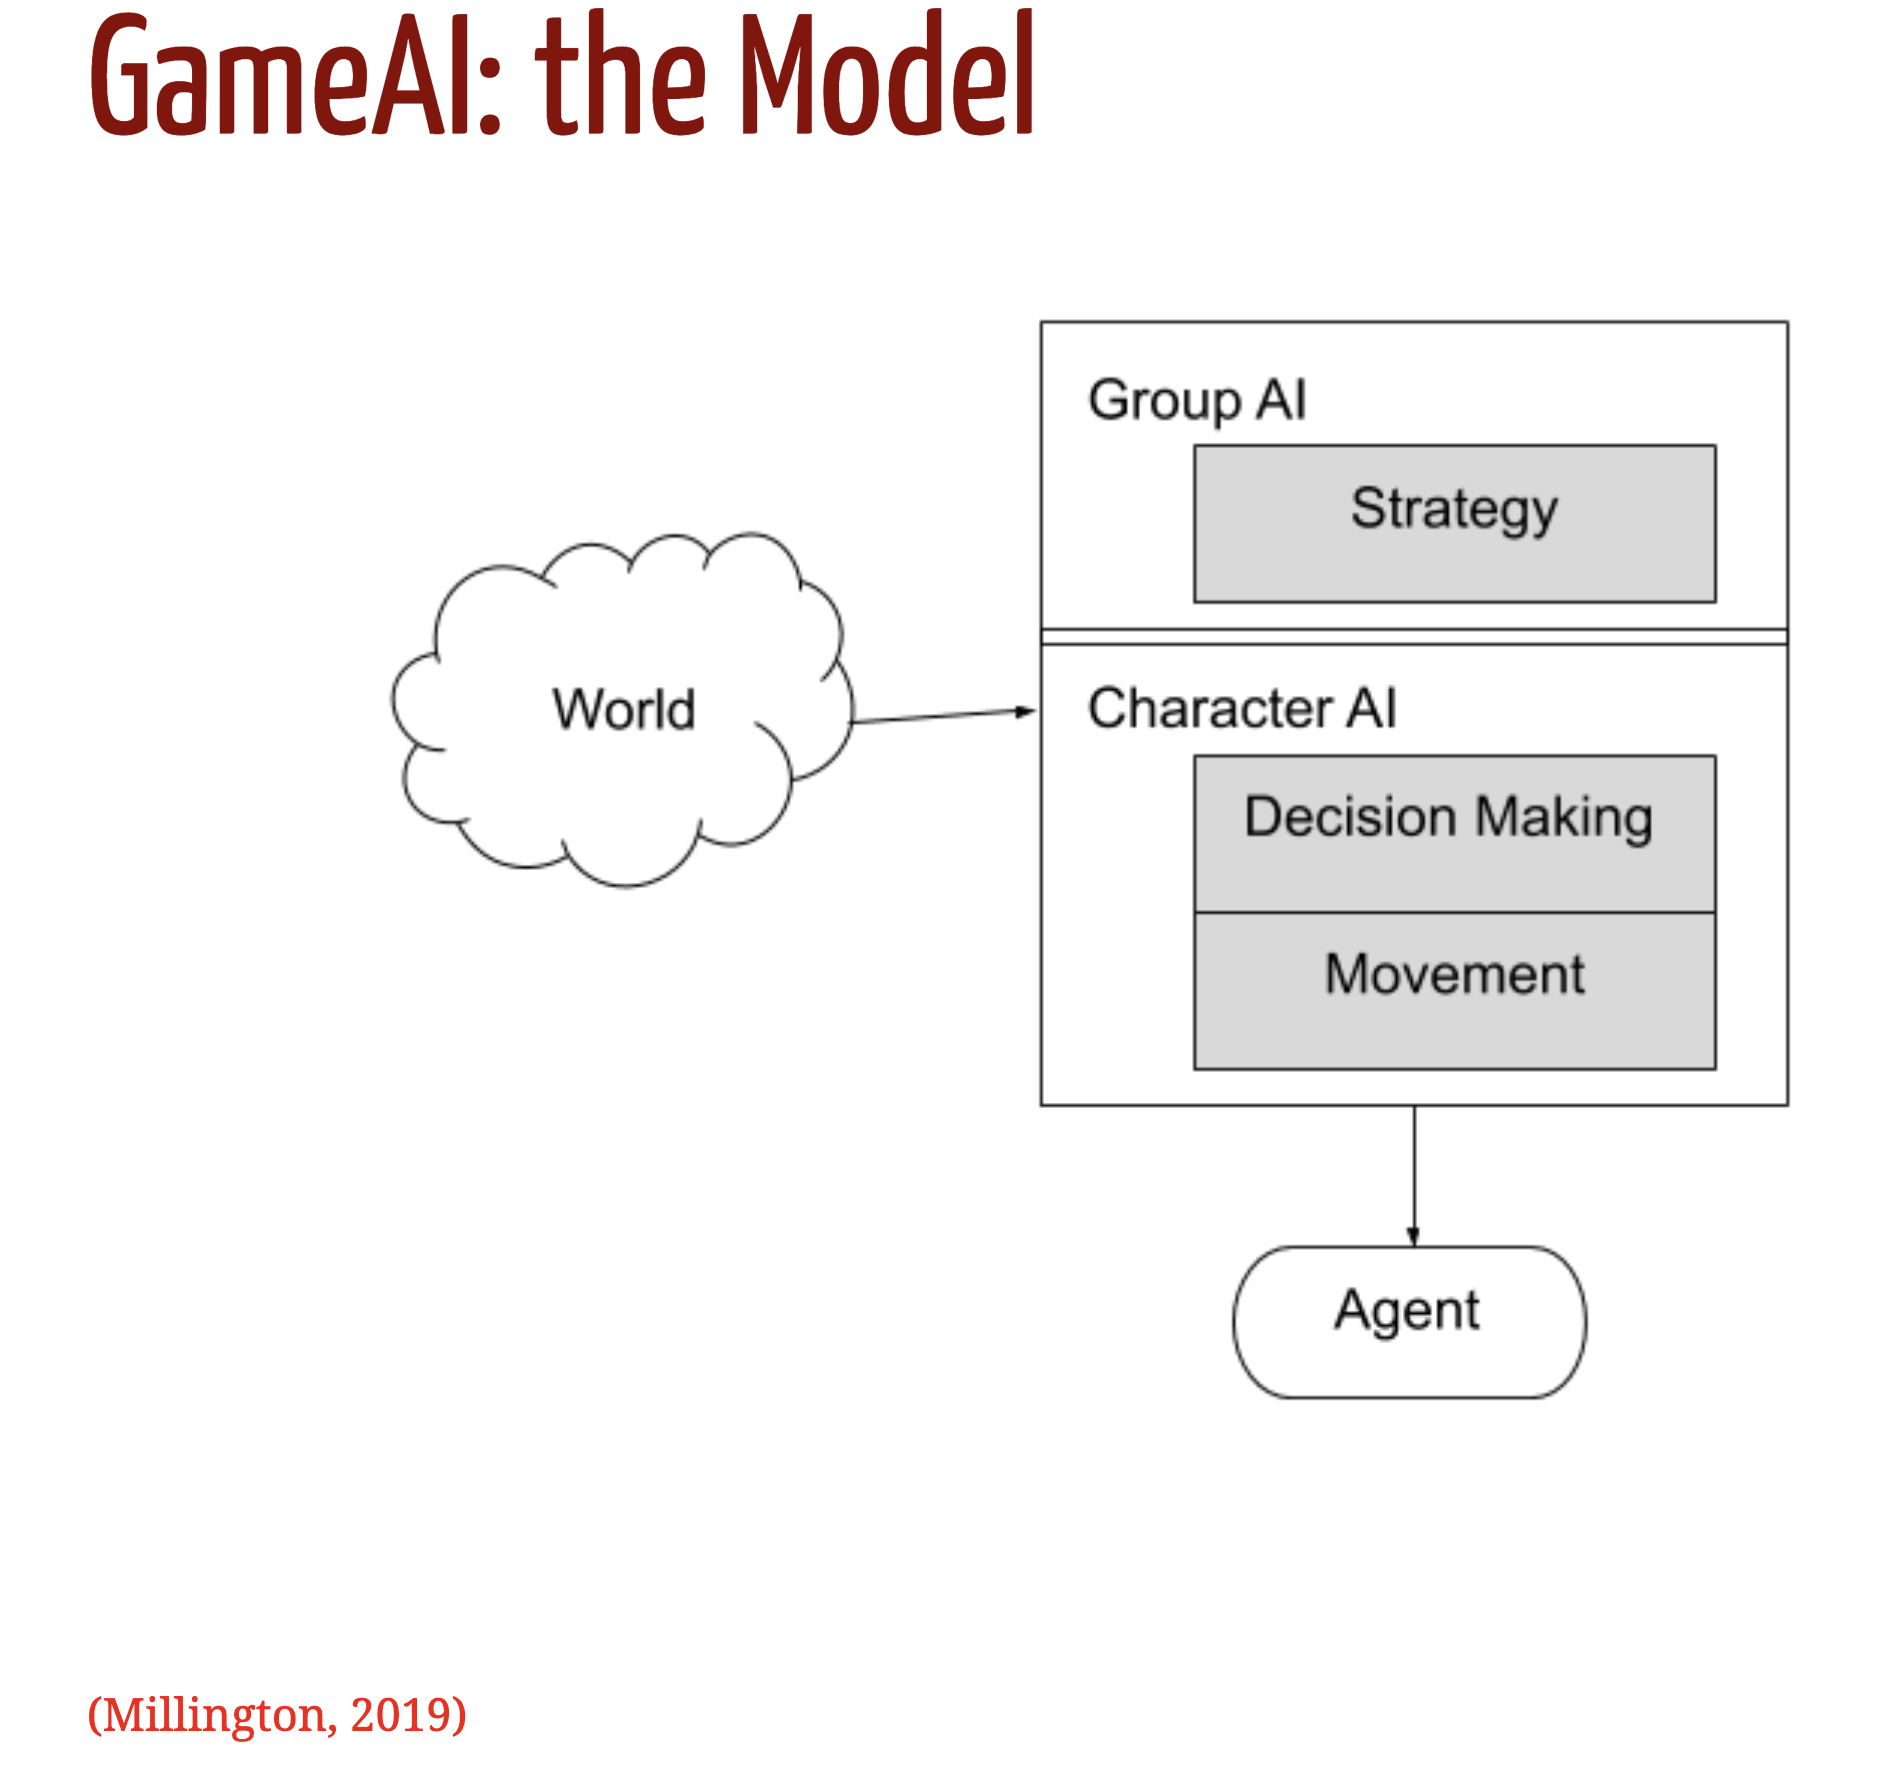 GameAI: the Model
Group AI
Strategy
World
Character AI
Decision Making
Movement
Agent
(Millington, 2019)